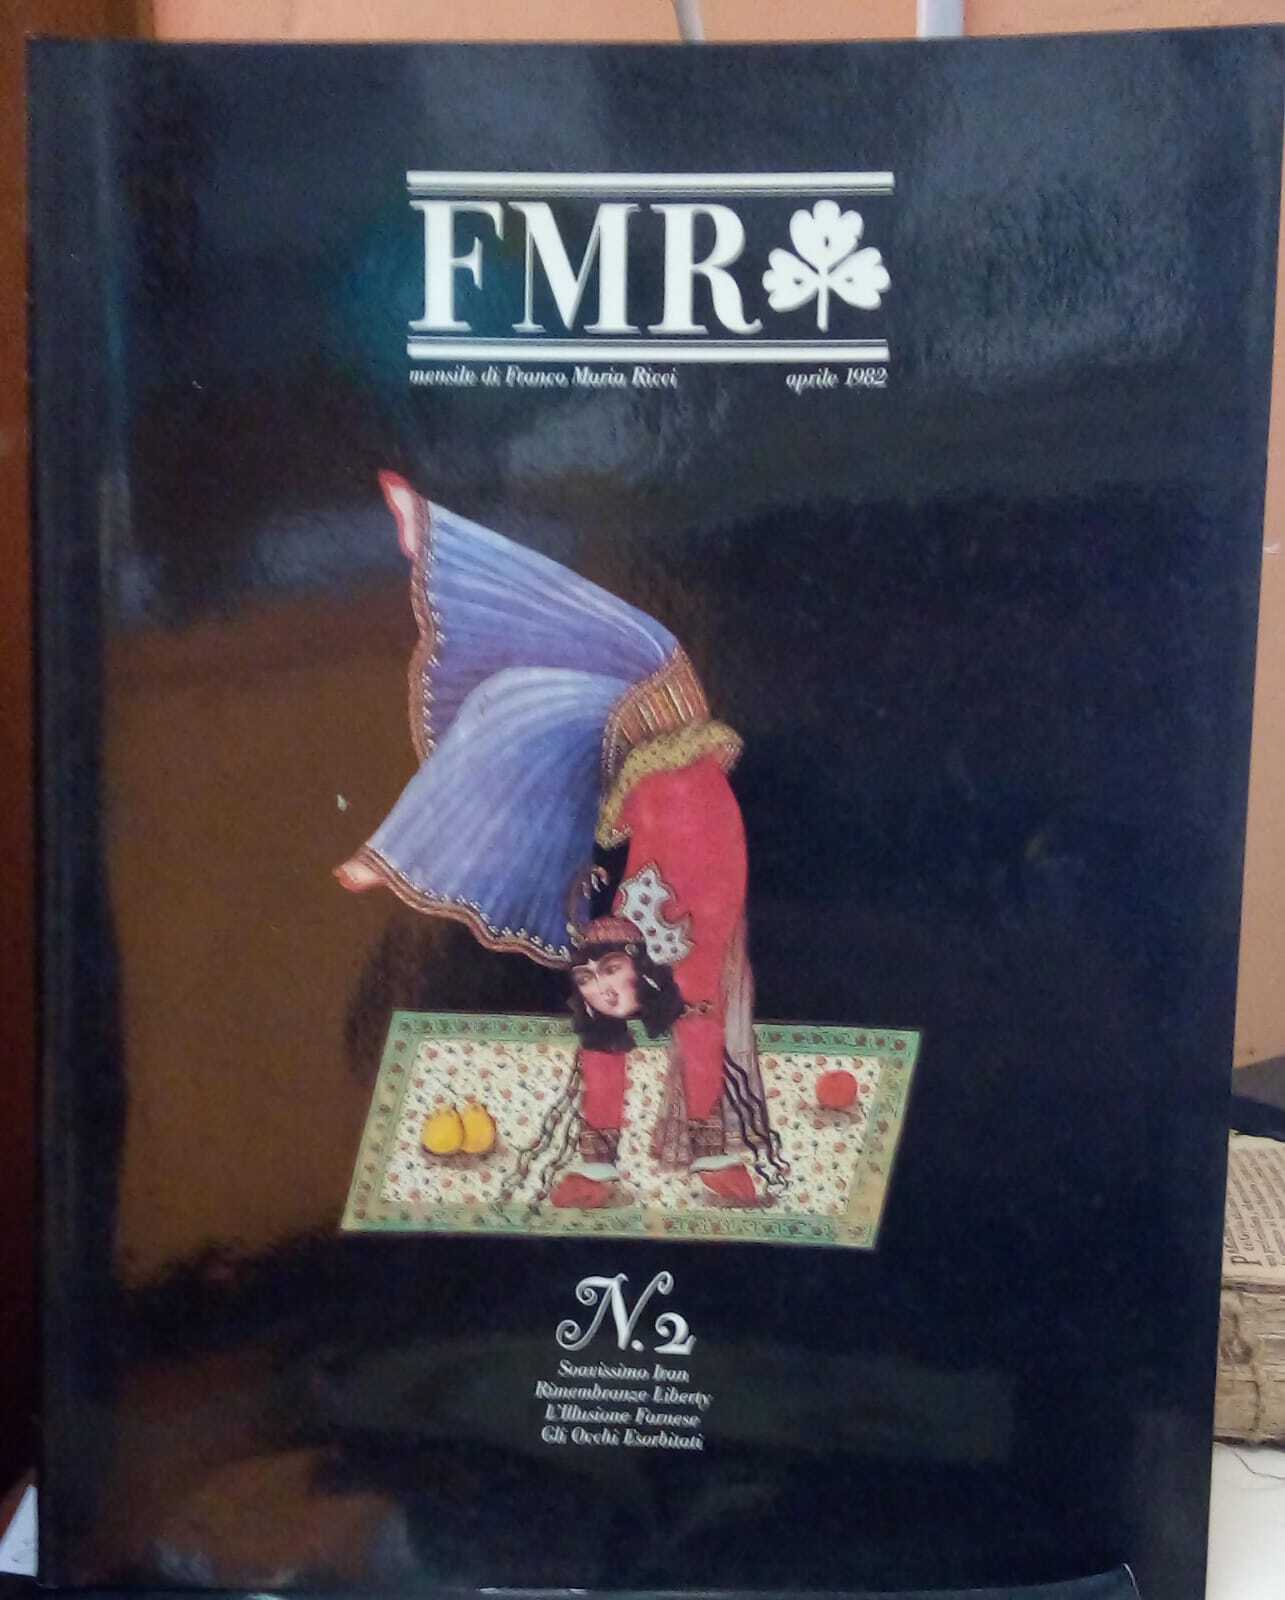 FMR
mensile di Franco Maria Ricci aprile 1982
N.2
Soavissimo Iran
Rimembranze Liberty
L'Illusione Farnese
Gli Occhi Esorbitati